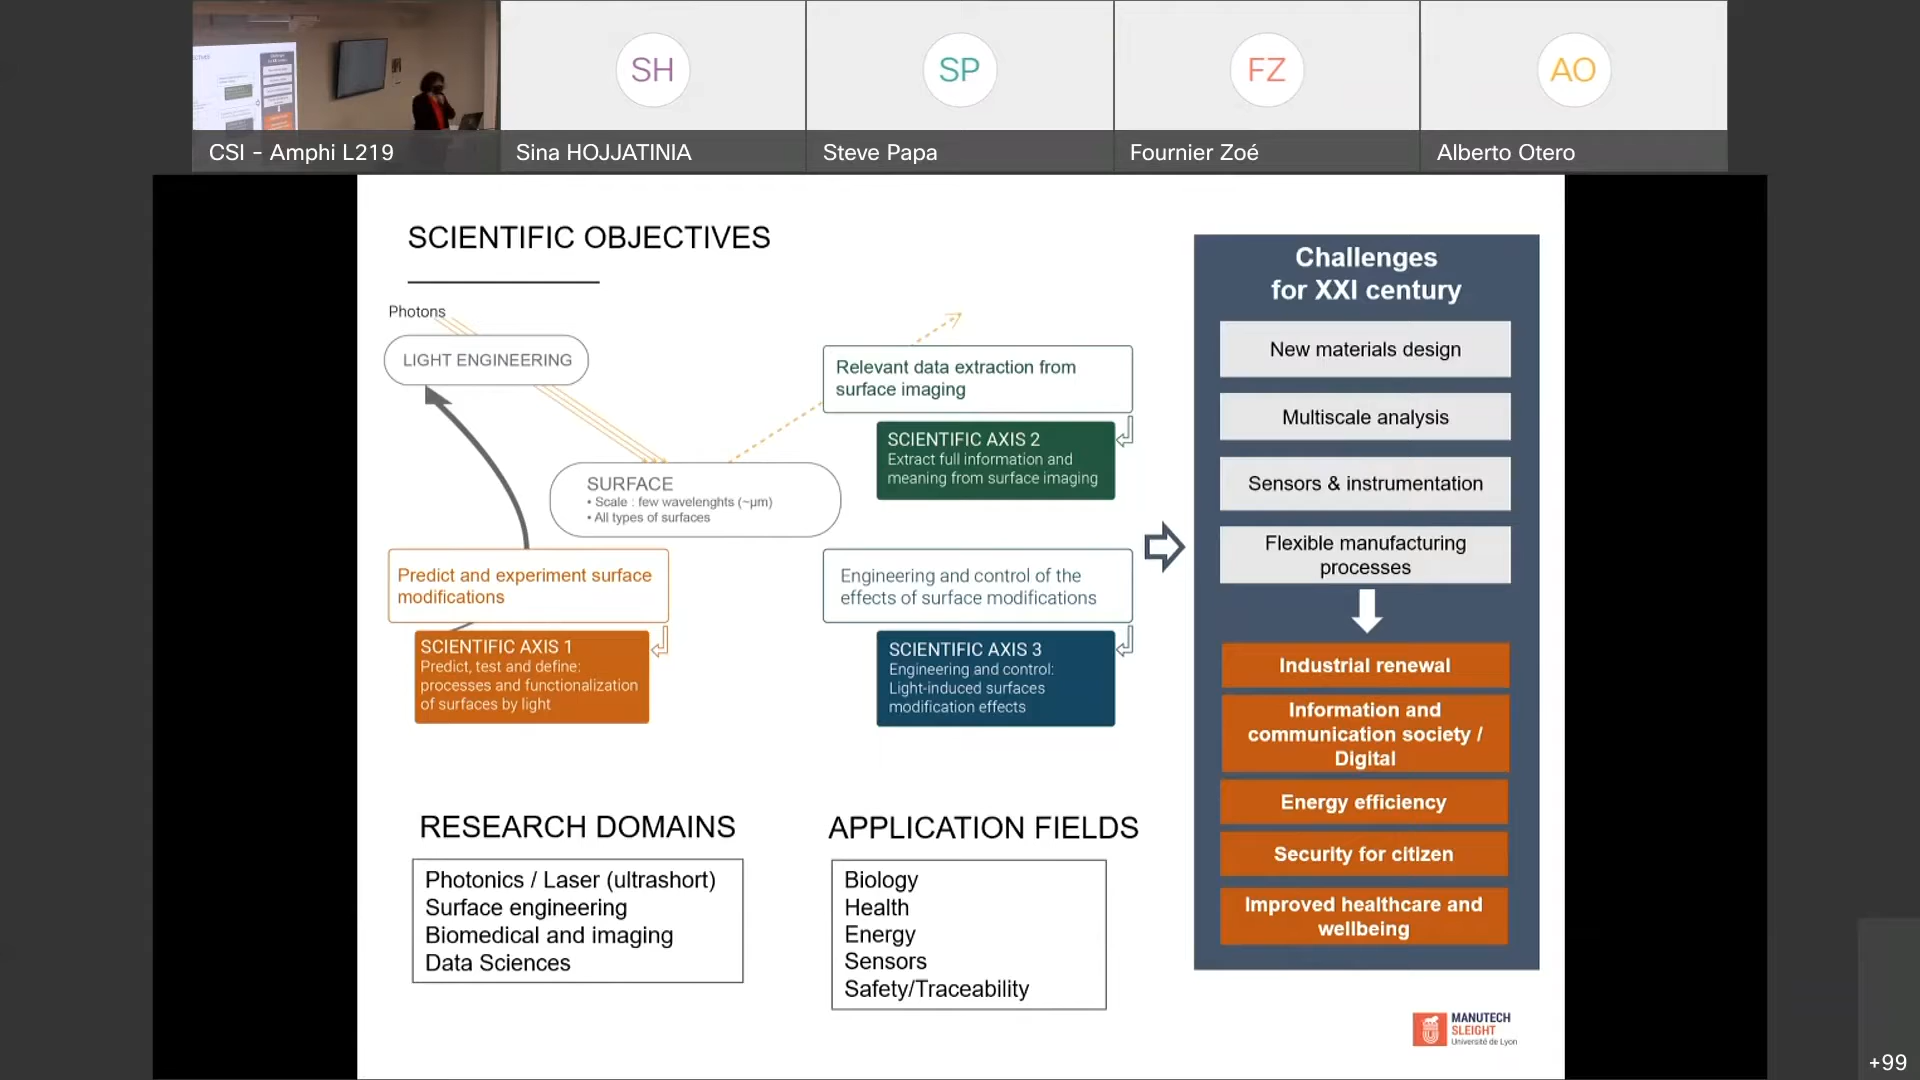 SH
SP
FZ
AO
CSI - Amphi L219
Sina HOJJATINIA
Steve Papa
Fournier Zoé
Alberto Otero
SCIENTIFIC OBJECTIVES
Photons
LIGHT ENGINEERING
SURFACE
• Scale : few wavelenghts (~µm)
• All types of surfaces
Relevant data extraction from
surface imaging
SCIENTIFIC AXIS 2
Extract full information and
meaning from surface imaging
Predict and experiment surface
modifications
SCIENTIFIC AXIS 1
Predict, test and define:
processes and functionalization
of surfaces by light
Engineering and control of the
effects of surface modifications
SCIENTIFIC AXIS 3
Engineering and control:
Light-induced surfaces
modification effects
Challenges
for XXI century
New materials design
Multiscale analysis
Sensors & instrumentation
Flexible manufacturing
processes
Industrial renewal
Information and
communication society /
Digital
Energy efficiency
Security for citizen
Improved healthcare and
wellbeing
RESEARCH DOMAINS
Photonics / Laser (ultrashort)
Surface engineering
Biomedical and imaging
Data Sciences
APPLICATION FIELDS
Biology
Health
Energy
Sensors
Safety/Traceability
MANUTECH
SLEIGHT
Université de Lyon
+99